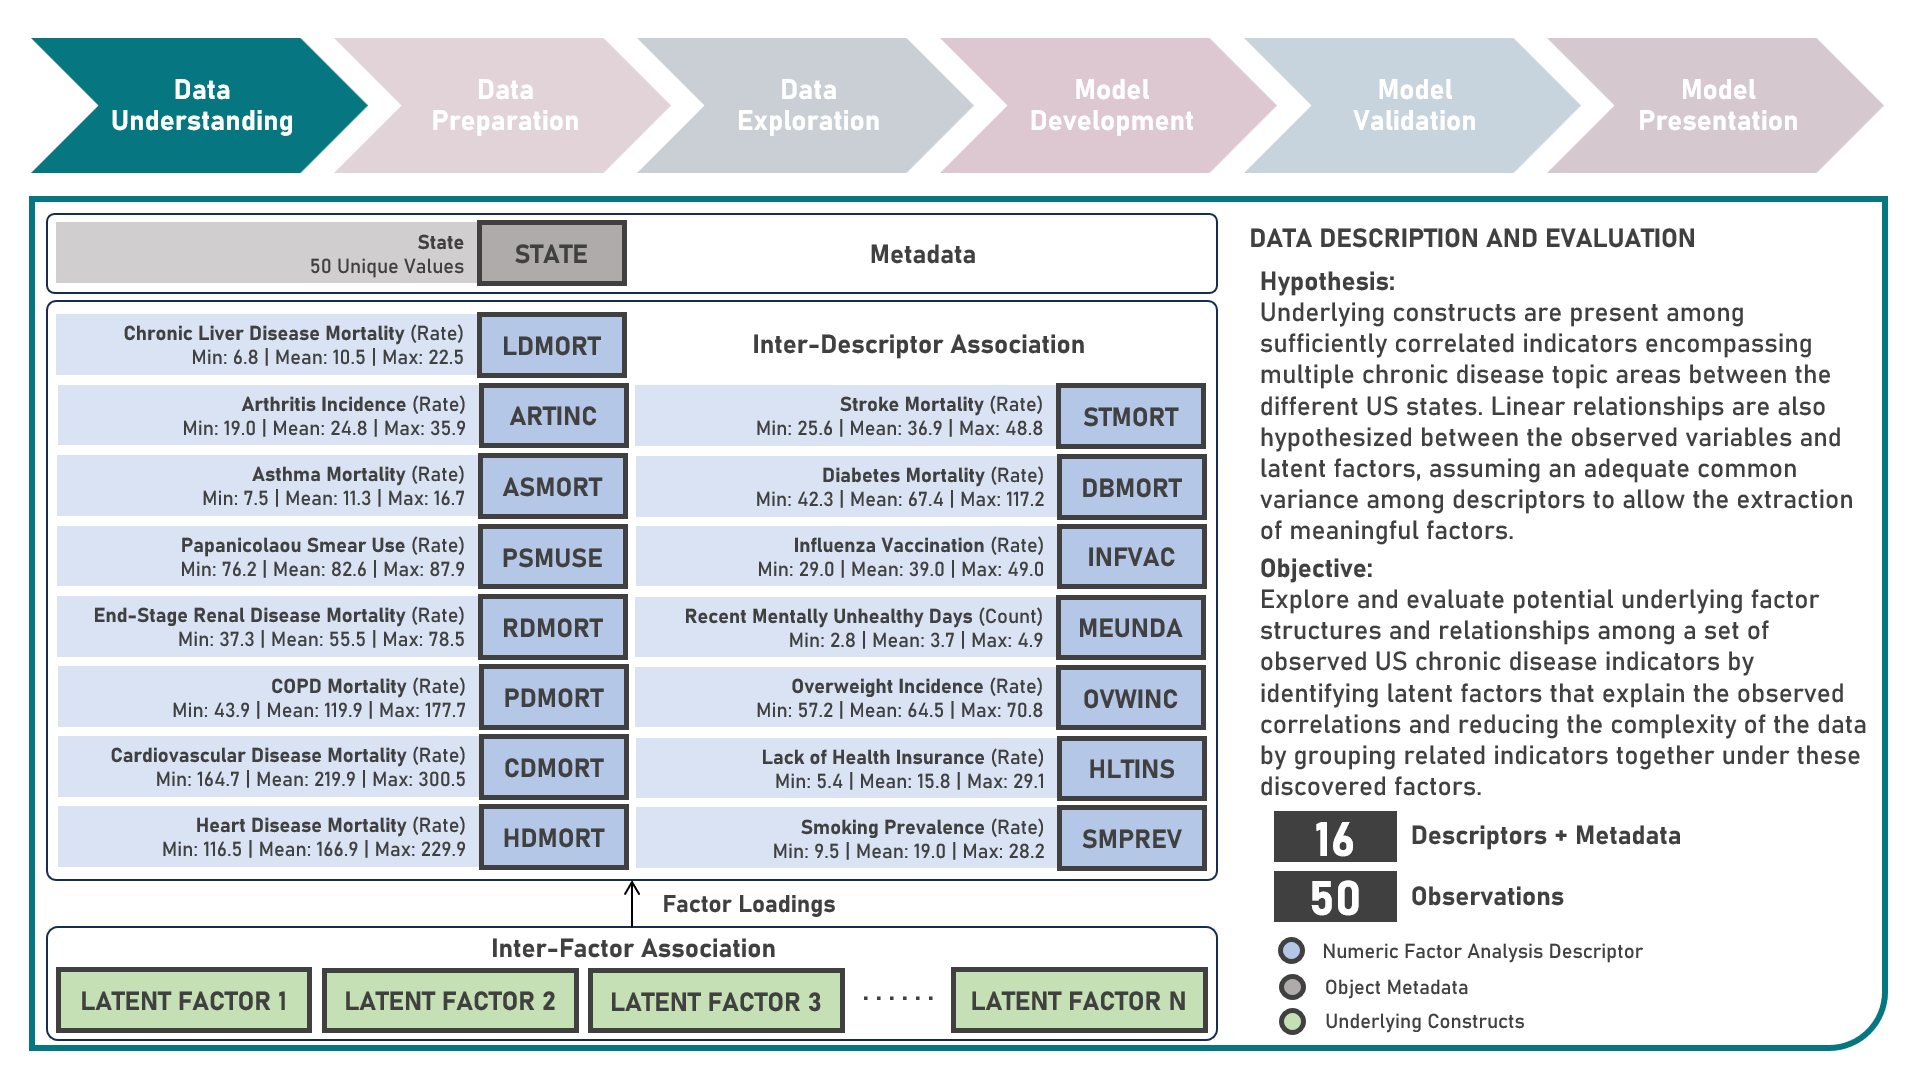 Data
Understanding
Data
Preparation
Data
Exploration
Model
Development
Model
Validation
Model
Presentation
State
50 Unique Values
STATE
Metadata
Chronic Liver Disease Mortality (Rate)
Min: 6.8 | Mean: 10.5 | Max: 22.5
LDMORT
Inter-Descriptor Association
Arthritis Incidence (Rate)
Min: 19.0 | Mean: 24.8 | Max: 35.9
ARTINC
Stroke Mortality (Rate)
Min: 25.6 | Mean: 36.9 | Max: 48.8
STMORT
Asthma Mortality (Rate)
Min: 7.5 | Mean: 11.3 | Max: 16.7
ASMORT
Diabetes Mortality (Rate)
Min: 42.3 | Mean: 67.4 | Max: 117.2
DBMORT
Papanicolaou Smear Use (Rate)
Min: 76.2 | Mean: 82.6 | Max: 87.9
PSMUSE
Influenza Vaccination (Rate)
Min: 29.0 | Mean: 39.0 | Max: 49.0
INFVAC
End-Stage Renal Disease Mortality (Rate)
Min: 37.3 | Mean: 55.5 | Max: 78.5
RDMORT
Recent Mentally Unhealthy Days (Count)
Min: 2.8 | Mean: 3.7 | Max: 4.9
MEUNDA
COPD Mortality (Rate)
Min: 43.9 | Mean: 119.9 | Max: 177.7
PDMORT
Overweight Incidence (Rate)
Min: 57.2 | Mean: 64.5 | Max: 70.8
OVWINC
Cardiovascular Disease Mortality (Rate)
Min: 164.7 | Mean: 219.9 | Max: 300.5
CDMORT
Lack of Health Insurance (Rate)
Min: 5.4 | Mean: 15.8 | Max: 29.1
HLTINS
Heart Disease Mortality (Rate)
Min: 116.5 | Mean: 166.9 | Max: 229.9
HDMORT
Smoking Prevalence (Rate)
Min: 9.5 | Mean: 19.0 | Max: 28.2
SMPREV
Factor Loadings
Inter-Factor Association
LATENT FACTOR 1
LATENT FACTOR 2
LATENT FACTOR 3
······
LATENT FACTOR N
DATA DESCRIPTION AND EVALUATION
Hypothesis:
Underlying constructs are present among
sufficiently correlated indicators encompassing
multiple chronic disease topic areas between the
different US states. Linear relationships are also
hypothesized between the observed variables and
latent factors, assuming an adequate common
variance among descriptors to allow the extraction
of meaningful factors.
Objective:
Explore and evaluate potential underlying factor
structures and relationships among a set of
observed US chronic disease indicators by
identifying latent factors that explain the observed
correlations and reducing the complexity of the data
by grouping related indicators together under these
discovered factors.
16
Descriptors + Metadata
50
Observations
Numeric Factor Analysis Descriptor
Object Metadata
Underlying Constructs